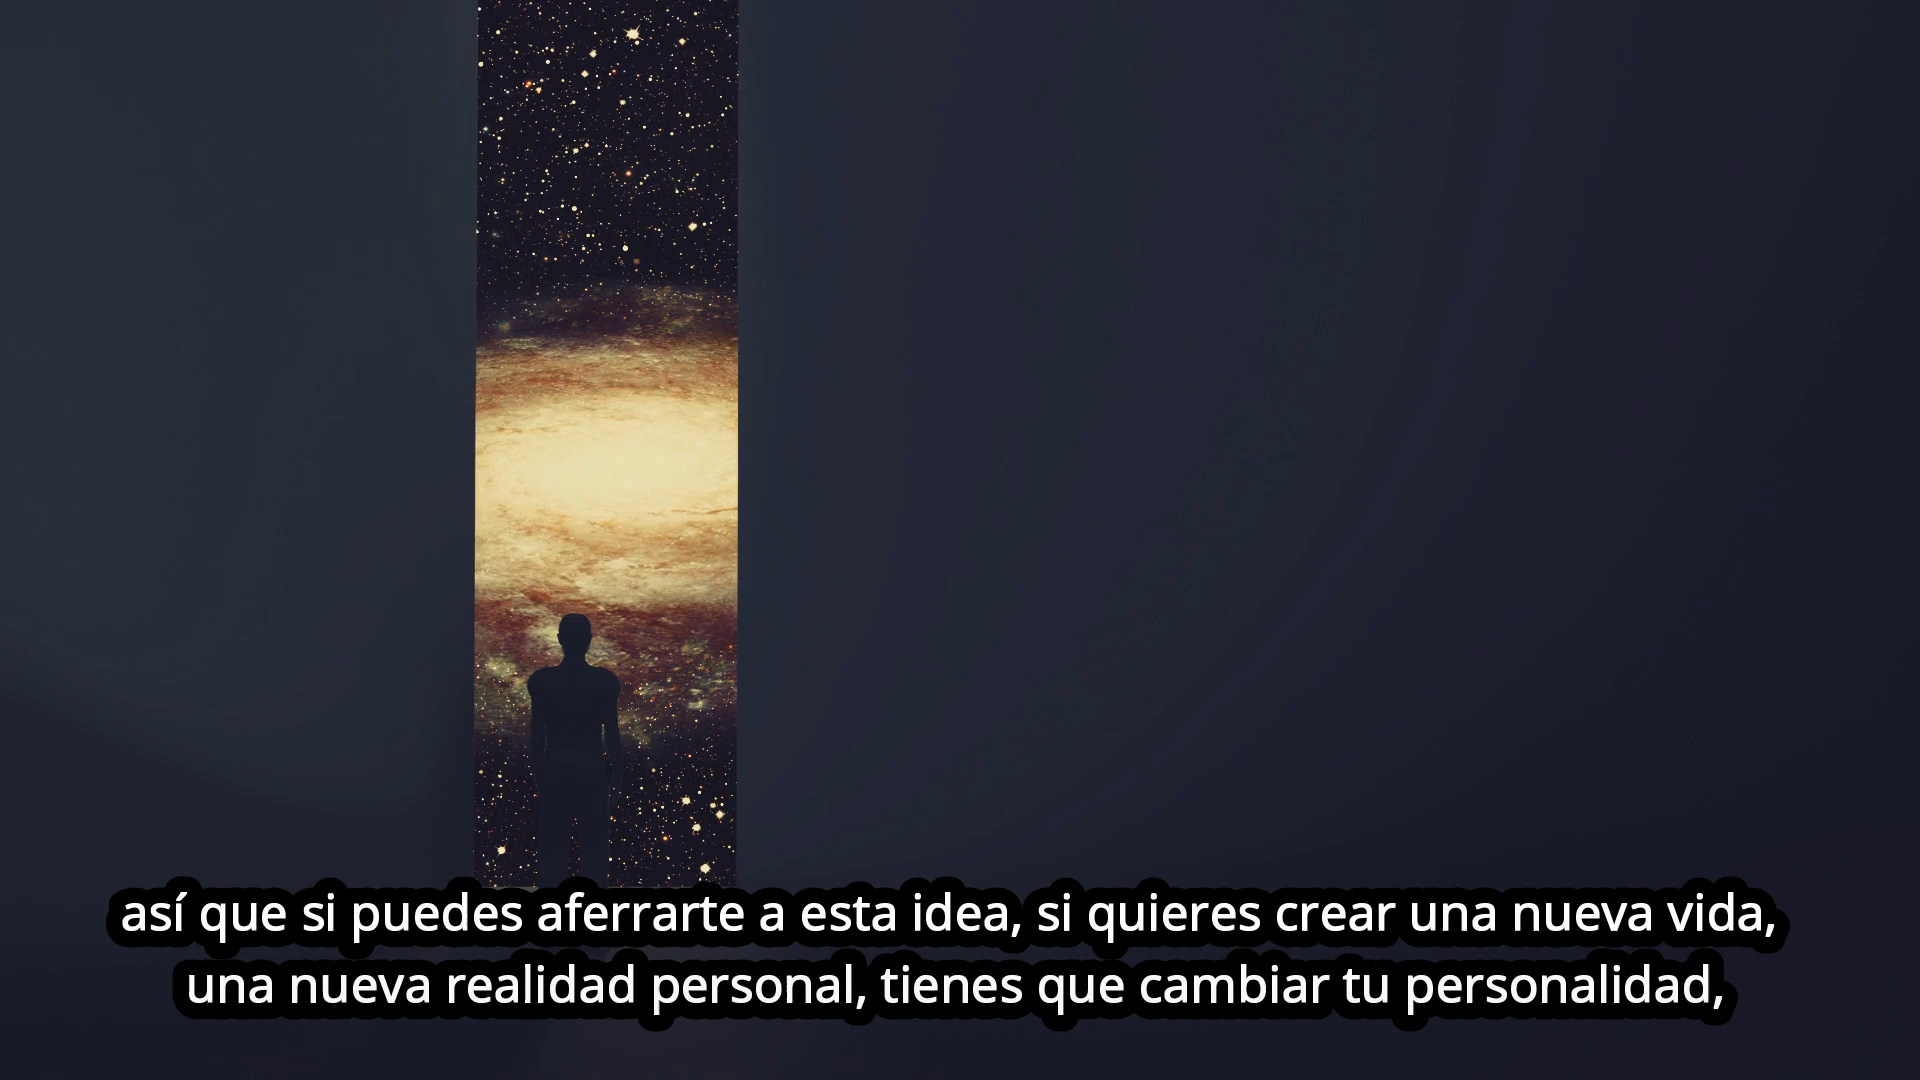 así que si puedes aferrarte a esta idea, si quieres crear una nueva vida,
una nueva realidad personal, tienes que cambiar tu personalidad,